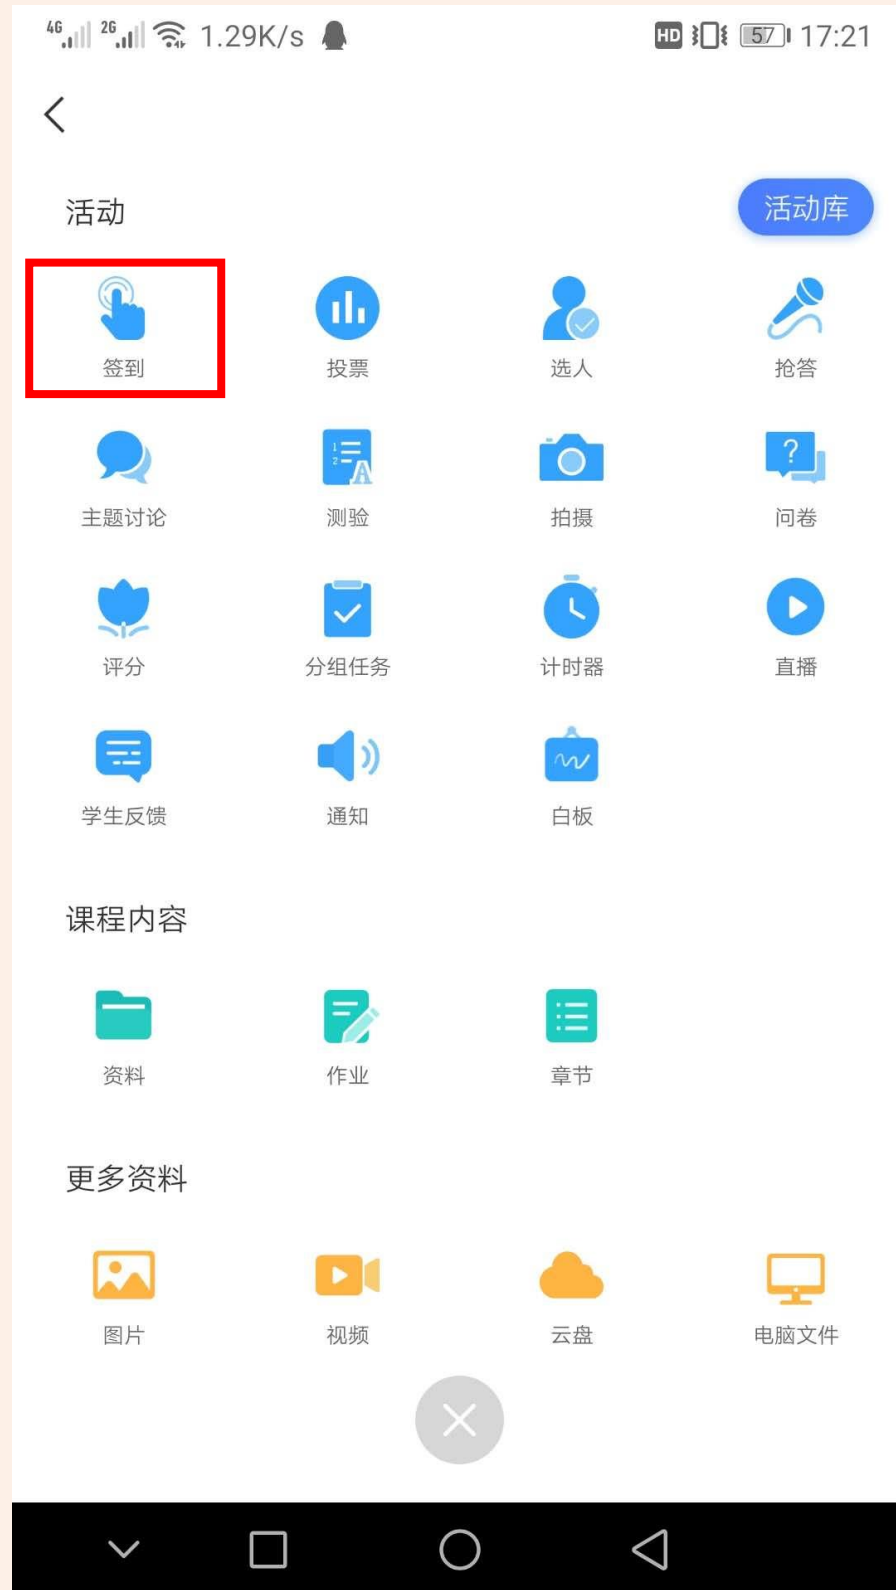 4G 2G 1.29K/s HD 57 17:21
活动 活动库
签到 投票 选人 抢答
主题讨论 测验 拍摄 问卷
评分 分组任务 计时器 直播
学生反馈 通知 白板
课程内容
资料 作业 章节
更多资料
图片 视频 云盘 电脑文件